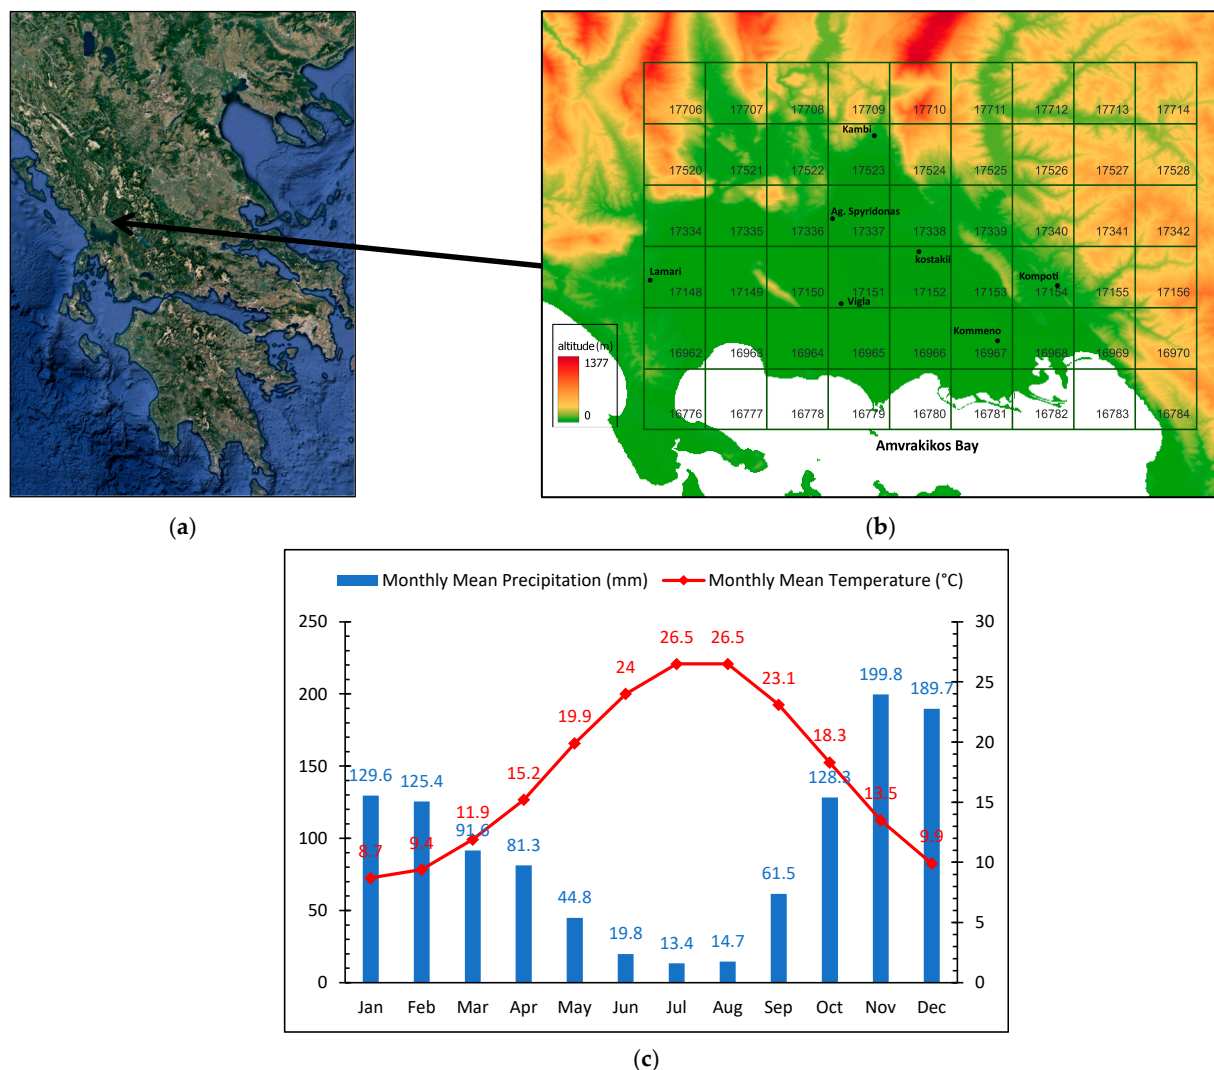 17706 17707 17708 17709 17710 17711 17712 17713 17714
Kambi
17520 17521 17522 17523 17524 17525 17526 17527 17528
Ag. Spyridonas
17334 17335 17336 17337 17338 17339 17340 17341 17342
kostakii
Lamari
Kompoti
17148 17149 17150 17151 17152 17153 17154 17155 17156
Vigla
Kommeno
altitude (m)
1377
0
16962 16963 16964 16965 16966 16967 16968 16969 16970
16776 16777 16778 16779 16780 16781 16782 16783 16784
Amvrakikos Bay
(a)
(b)
Monthly Mean Precipitation (mm) Monthly Mean Temperature (°C)
250
200
150
100
50
0
30
25
20
15
10
5
0
129.6
125.4
91.6
81.3
44.8
19.8
13.4
14.7
61.5
128.3
199.8
189.7
8.7
9.4
11.9
15.2
19.9
24
26.5
26.5
23.1
18.3
13.5
9.9
Jan Feb Mar Apr May Jun Jul Aug Sep Oct Nov Dec
(c)